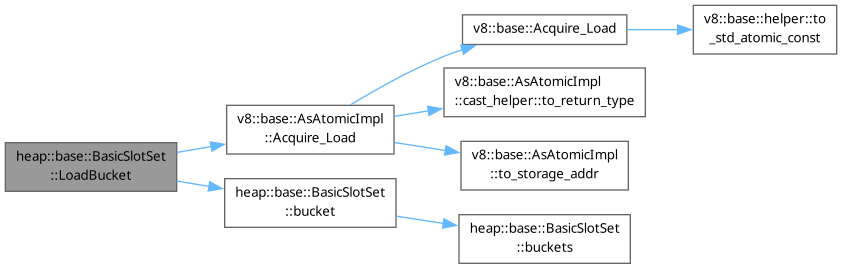 heap::base::BasicSlotSet
::LoadBucket
v8::base::AsAtomicImpl
::Acquire_Load
v8::base::Acquire_Load
v8::base::helper::to
_std_atomic_const
v8::base::AsAtomicImpl
::cast_helper::to_return_type
v8::base::AsAtomicImpl
::to_storage_addr
heap::base::BasicSlotSet
::bucket
heap::base::BasicSlotSet
::buckets